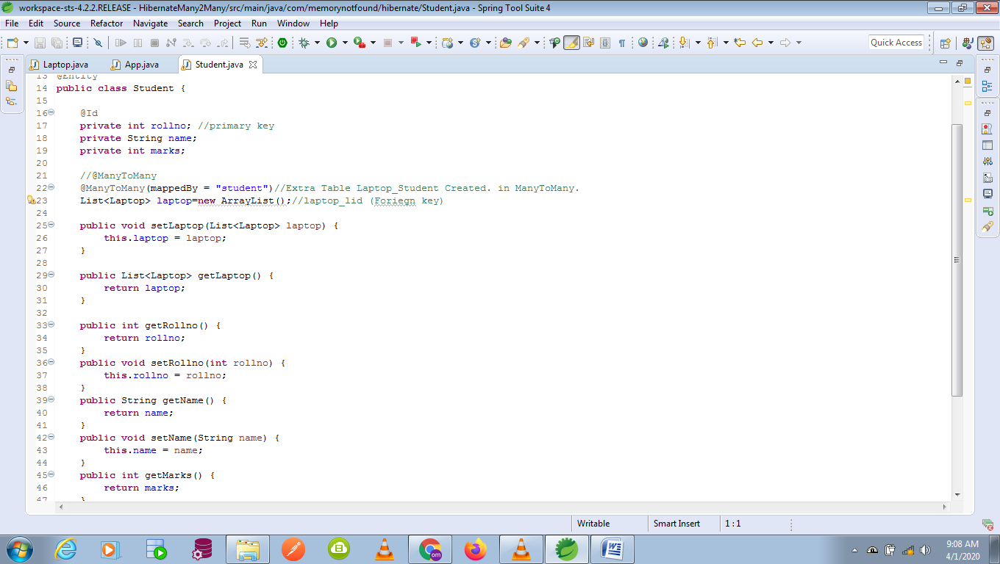 workspace-sts-4.2.2.RELEASE - HibernateMany2Many/src/main/java/com/memorynotfound/hibernate/Student.java - Spring Tool Suite 4
File Edit Source Refactor Navigate Search Project Run Window Help
Quick Access
Laptop.java App.java Student.java
13 @Entity
14 public class Student {
15
16 @Id
17 private int rollno; //primary key
18 private String name;
19 private int marks;
20
21 //@ManyToMany
22 @ManyToMany(mappedBy = "student")//Extra Table Laptop_Student Created. in ManyToMany.
23 List<Laptop> laptop=new ArrayList();//laptop_lid (Foriegn key)
24
25 public void setLaptop(List<Laptop> laptop) {
26 this.laptop = laptop;
27 }
28
29 public List<Laptop> getLaptop() {
30 return laptop;
31 }
32
33 public int getRollno() {
34 return rollno;
35 }
36 public void setRollno(int rollno) {
37 this.rollno = rollno;
38 }
39 public String getName() {
40 return name;
41 }
42 public void setName(String name) {
43 this.name = name;
44 }
45 public int getMarks() {
46 return marks;
47 }
Writable Smart Insert 1 : 1
om
9:08 AM
4/1/2020